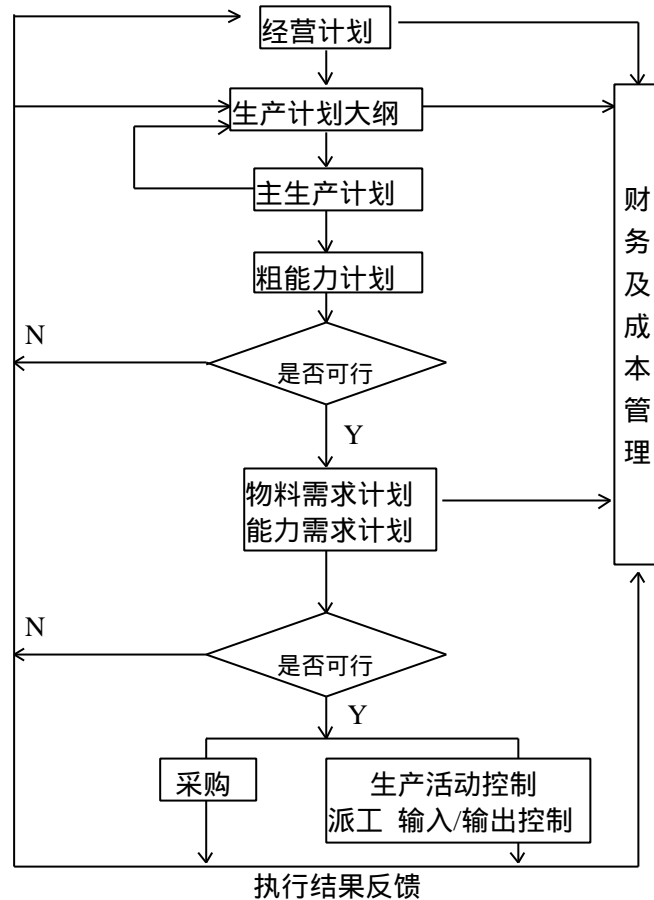 经营计划
生产计划大纲
主生产计划
粗能力计划
N
是否可行
Y
物料需求计划
能力需求计划
N
是否可行
Y
采购
生产活动控制
派工 输入/输出控制
执行结果反馈
财
务
及
成
本
管
理